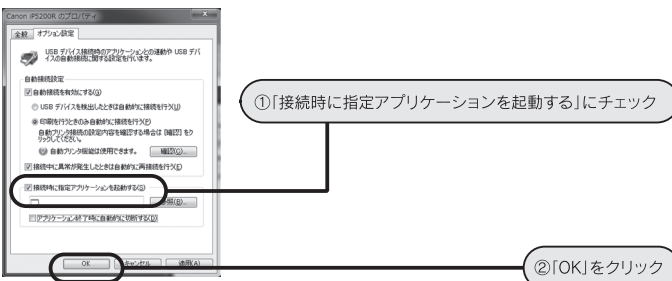 Canon iP5200R のプロパティ
全般 オプション設定
USB デバイス接続時のアプリケーションとの連動や USB デバ
イスの自動接続に関する設定を行います。
自動接続設定
自動接続を有効にする(G)
USB デバイスを検出したときは自動的に接続を行う(U)
印刷を行うときのみ自動的に接続を行う(P)
自動プリンタ接続の設定内容を確認する場合は [確認] をク
リックしてください。
自動プリンタ機能は使用できます。 確認(C)...
接続中に異常が発生したときは自動的に再接続を行う(E)
接続時に指定アプリケーションを起動する(S)
参照(B)...
アプリケーション終了時に自動的に切断する(D)
OK キャンセル 適用(A)
①「接続時に指定アプリケーションを起動する」にチェック
②「OK」をクリック